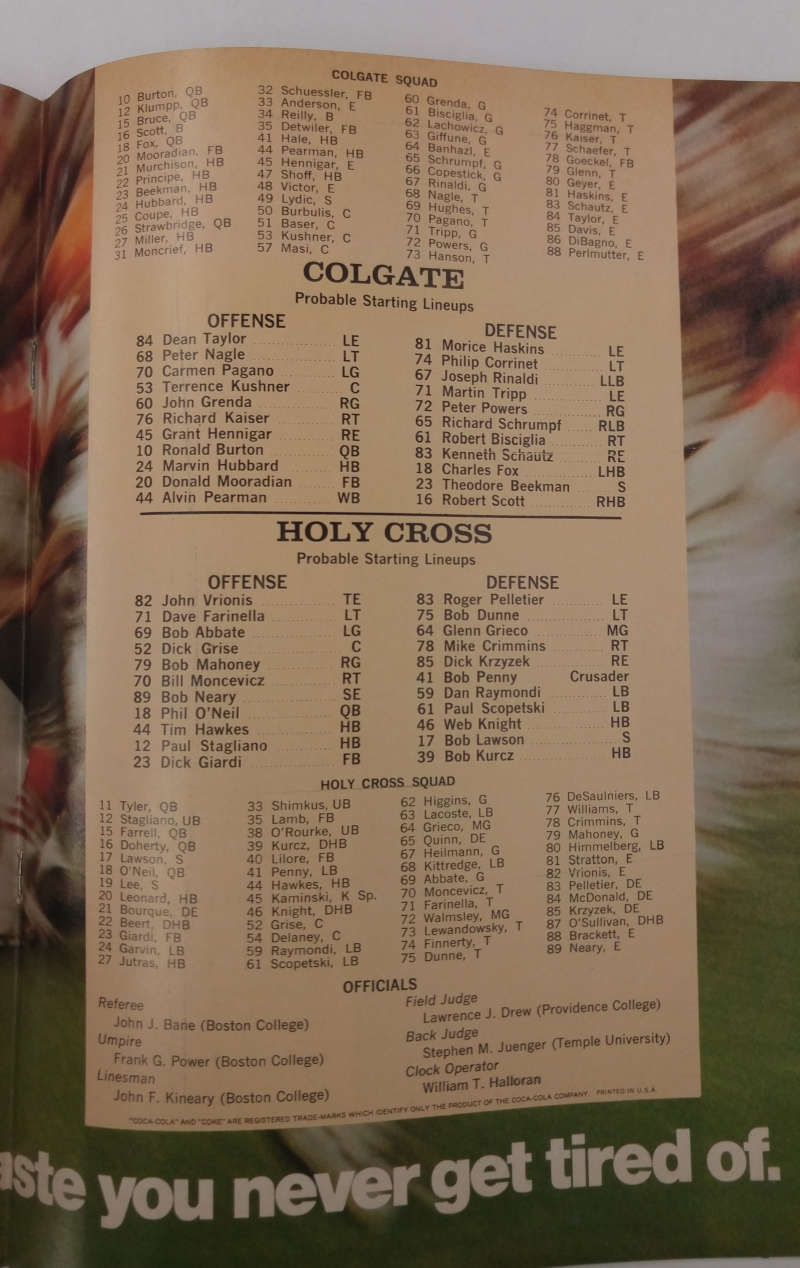 COLGATE SQUAD
10 Burton, QB
12 Klumpp, QB
15 Bruce, QB
16 Scott, B
18 Fox, QB
20 Mooradian, FB
21 Murchison, HB
22 Principe, HB
23 Beekman, HB
24 Hubbard, HB
25 Coupe, HB
26 Strawbridge, QB
27 Miller, HB
31 Moncrief, HB
32 Schuessler, FB
33 Anderson, E
34 Reilly, B
35 Detwiler, FB
41 Hale, HB
44 Pearman, HB
45 Hennigar, E
47 Shoff, HB
48 Victor, E
49 Lydic, S
50 Burbulis, C
51 Baser, C
53 Kushner, C
57 Masi, C
60 Grenda, G
61 Bisciglia, G
62 Lachowicz, G
63 Giffune, G
64 Banhazl, E
65 Schrumpf, G
66 Copestick, G
67 Rinaldi, G
68 Nagle, T
69 Hughes, T
70 Pagano, T
71 Tripp, G
72 Powers, G
73 Hanson, T
74 Corrinet, T
75 Haggman, T
76 Kaiser, T
77 Schaefer, T
78 Goeckel, FB
79 Glenn, T
80 Geyer, E
81 Haskins, E
83 Schautz, E
84 Taylor, E
85 Davis, E
86 DiBagno, E
88 Perlmutter, E
COLGATE
Probable Starting Lineups
OFFENSE
84 Dean Taylor LE
68 Peter Nagle LT
70 Carmen Pagano LG
53 Terrence Kushner C
60 John Grenda RG
76 Richard Kaiser RT
45 Grant Hennigar RE
10 Ronald Burton QB
24 Marvin Hubbard HB
20 Donald Mooradian FB
44 Alvin Pearman WB
DEFENSE
81 Morice Haskins LE
74 Philip Corrinet LT
67 Joseph Rinaldi LLB
71 Martin Tripp LE
72 Peter Powers RG
65 Richard Schrumpf RLB
61 Robert Bisciglia RT
83 Kenneth Schautz RE
18 Charles Fox LHB
23 Theodore Beekman S
16 Robert Scott RHB
HOLY CROSS
Probable Starting Lineups
OFFENSE
82 John Vrionis TE
71 Dave Farinella LT
69 Bob Abbate LG
52 Dick Grise C
79 Bob Mahoney RG
70 Bill Moncevicz RT
89 Bob Neary SE
18 Phil O'Neil QB
44 Tim Hawkes HB
12 Paul Stagliano HB
23 Dick Giardi FB
DEFENSE
83 Roger Pelletier LE
75 Bob Dunne LT
64 Glenn Grieco MG
78 Mike Crimmins RT
85 Dick Krzyzek RE
41 Bob Penny Crusader
59 Dan Raymondi LB
61 Paul Scopetski LB
46 Web Knight HB
17 Bob Lawson S
39 Bob Kurcz HB
HOLY CROSS SQUAD
11 Tyler, QB
12 Stagliano, UB
15 Farrell, QB
16 Doherty, QB
17 Lawson, S
18 O'Neil, QB
19 Lee, S
20 Leonard, HB
21 Bourque, DE
22 Beert, DHB
23 Giardi, FB
24 Garvin, LB
27 Jutras, HB
33 Shimkus, UB
35 Lamb, FB
38 O'Rourke, UB
39 Kurcz, DHB
40 Lilore, FB
41 Penny, LB
44 Hawkes, HB
45 Kaminski, K Sp.
46 Knight, DHB
52 Grise, C
54 Delaney, C
59 Raymondi, LB
61 Scopetski, LB
62 Higgins, G
63 Lacoste, LB
64 Grieco, MG
65 Quinn, DE
67 Heilmann, G
68 Kittredge, LB
69 Abbate, G
70 Moncevicz, T
71 Farinella, T
72 Walmsley, MG
73 Lewandowsky, T
74 Finnerty, T
75 Dunne, T
76 DeSaulniers, LB
77 Williams, T
78 Crimmins, T
79 Mahoney, G
80 Himmelberg, LB
81 Stratton, E
82 Vrionis, E
83 Pelletier, DE
84 McDonald, DE
85 Krzyzek, DE
87 O'Sullivan, DHB
88 Brackett, E
89 Neary, E
OFFICIALS
Referee
John J. Bane (Boston College)
Umpire
Frank G. Power (Boston College)
Linesman
John F. Kineary (Boston College)
Field Judge
Lawrence J. Drew (Providence College)
Back Judge
Stephen M. Juenger (Temple University)
Clock Operator
William T. Halloran
"COCA-COLA" AND "COKE" ARE REGISTERED TRADE-MARKS WHICH IDENTIFY ONLY THE PRODUCT OF THE COCA-COLA COMPANY. PRINTED IN U.S.A.
aste you never get tired of.